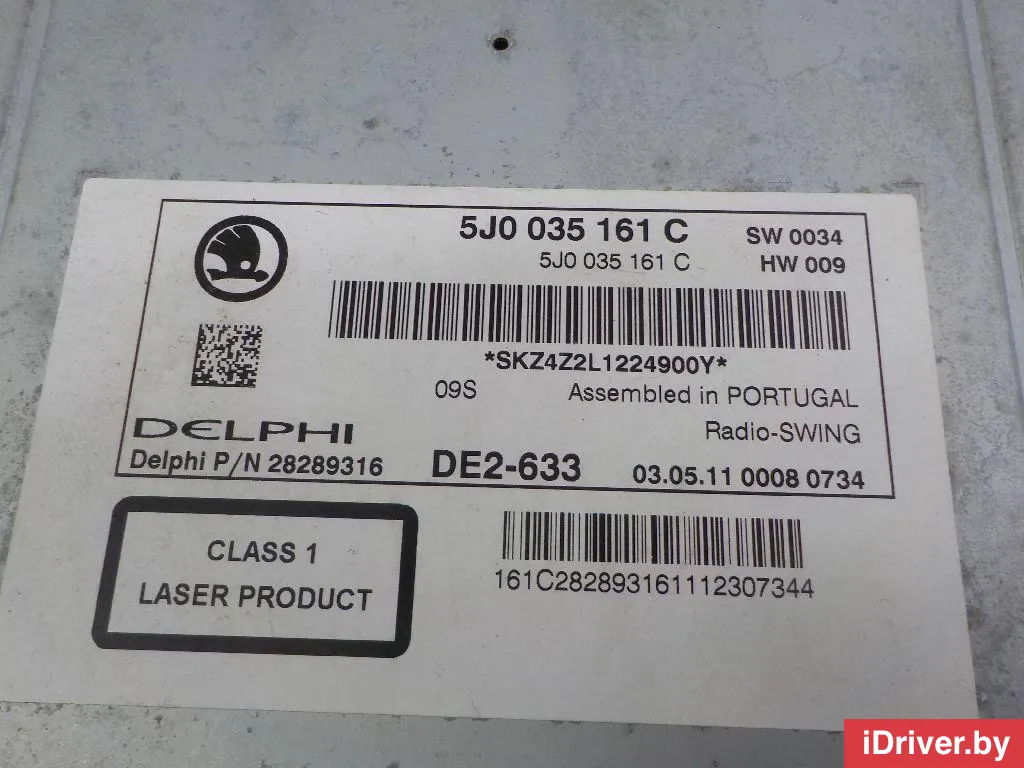 5J0 035 161 C SW 0034
5J0 035 161 C HW 009
*SKZ4Z2L1224900Y*
09S Assembled in PORTUGAL
DELPHI Radio-SWING
Delphi P/N 28289316 DE2-633 03.05.11 0008 0734
CLASS 1
LASER PRODUCT
161C282893161112307344
iDriver.by